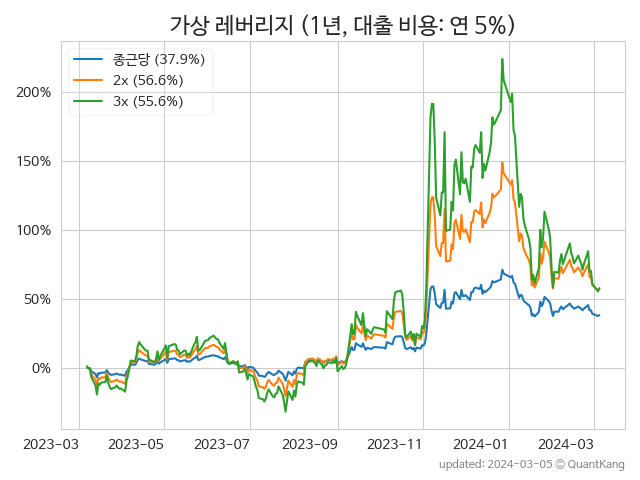 가상 레버리지 (1년, 대출 비용: 연 5%)
종근당 (37.9%)
2x (56.6%)
3x (55.6%)
200%
150%
100%
50%
0%
2023-03 2023-05 2023-07 2023-09 2023-11 2024-01 2024-03
updated: 2024-03-05 © QuantKang